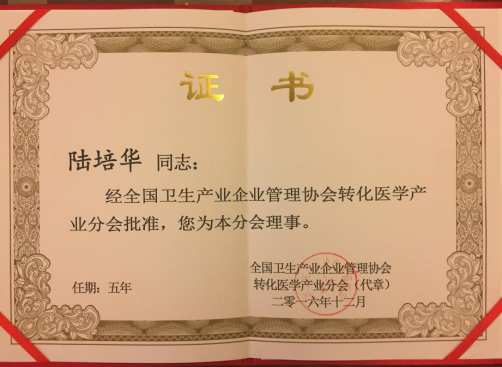 证 书
陆培华 同志：
经全国卫生产业企业管理协会转化医学产
业分会批准，您为本分会理事。
全国卫生产业企业管理协会
转化医学产业分会（代章）
任期：五年
二零一六年十二月